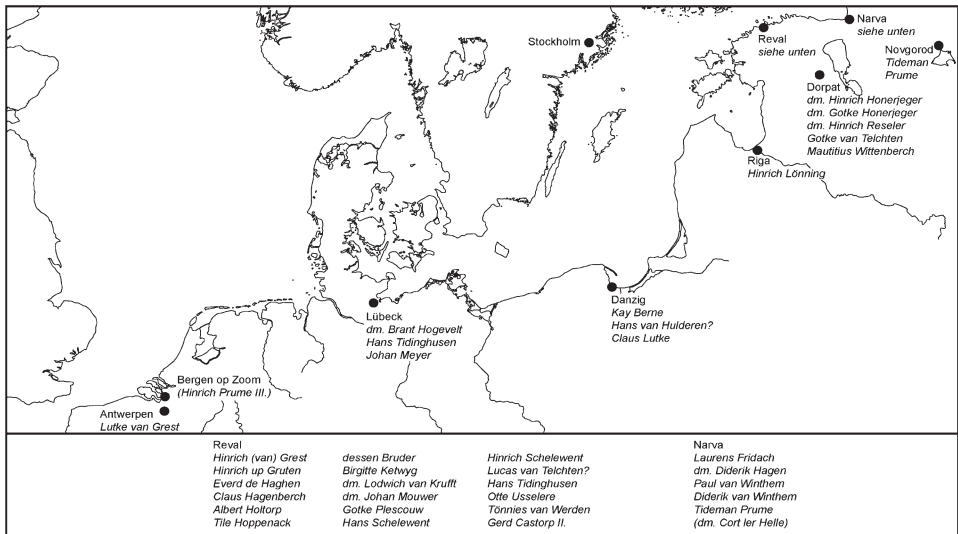 Stockholm
Reval
siehe unten
Narva
siehe unten
Novgorod
Tideman
Prume
Dorpat
dm. Hinrich Honerjeger
dm. Gotke Honerjeger
dm. Hinrich Reseler
Gotke van Telchten
Mautitius Wittenberch
Riga
Hinrich Lönning
Danzig
Kay Berne
Hans van Hulderen?
Claus Lutke
Lübeck
dm. Brant Hogevelt
Hans Tidinghusen
Johan Meyer
Bergen op Zoom
(Hinrich Prume III.)
Antwerpen
Lutke van Grest
Reval
Hinrich (van) Grest
Hinrich up Gruten
Everd de Haghen
Claus Hagenberch
Albert Holtorp
Tile Hoppenack
dessen Bruder
Birgitte Ketwyg
dm. Lodwich van Krufft
dm. Johan Mouwer
Gotke Plescouw
Hans Schelewent
Hinrich Schelewent
Lucas van Telchten?
Hans Tidinghusen
Otte Usselere
Tönnies van Werden
Gerd Castorp II.
Narva
Laurens Fridach
dm. Diderik Hagen
Paul van Winthem
Diderik van Winthem
Tideman Prume
(dm. Cort ler Helle)